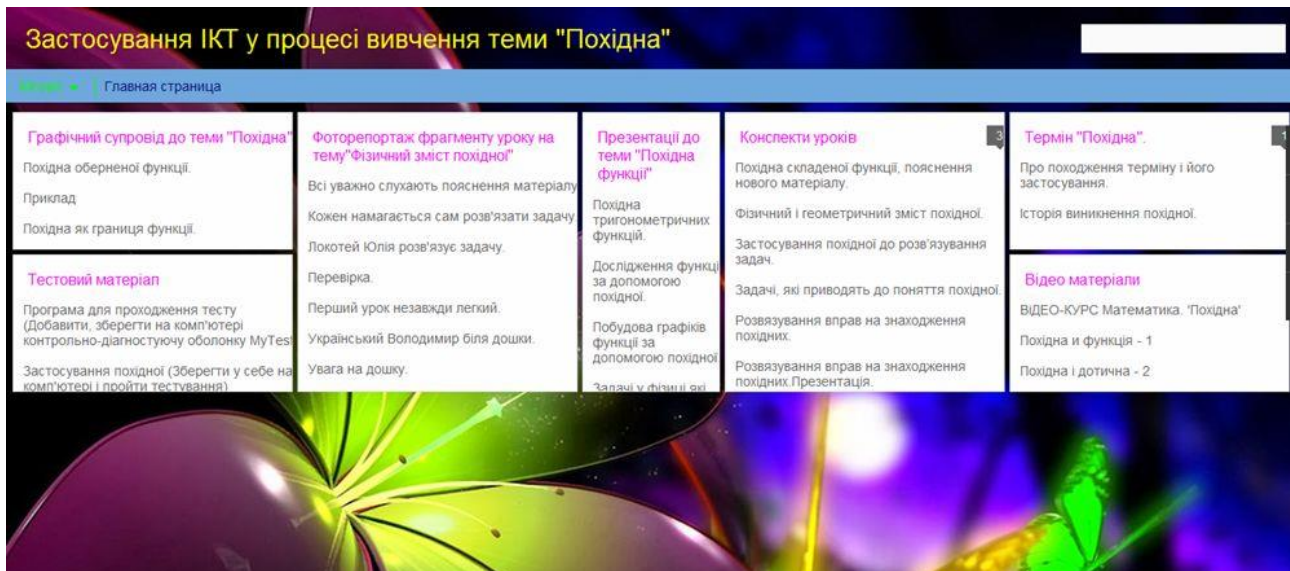 Застосування ІКТ у процесі вивчення теми "Похідна"
Главная страница
Графічний супровід до теми "Похідна"
Похідна оберненої функції.
Приклад
Похідна як границя функції.
Тестовий матеріал
Програма для проходження тесту
(Добавити, зберегти на комп'ютері
контрольно-діагностуючу оболонку MyTest
Застосування похідної (Зберегти у себе на
комп'ютері і пройти тестування)
Фоторепортаж фрагменту уроку на
тему"Фізичний зміст похідної"
Всі уважно слухають пояснення матеріалу
Кожен намагається сам розв'язати задачу.
Локотей Юлія розв'язує задачу.
Перевірка.
Перший урок незавжди легкий.
Український Володимир біля дошки.
Увага на дошку.
Презентації до
теми "Похідна
функції"
Похідна
тригонометричних
функцій.
Дослідження функці
за допомогою
похідної.
Побудова графіків
функції за
допомогою похідної
Задачі у фізиці які
Конспекти уроків
3
Похідна складеної функції, пояснення
нового матеріалу.
Фізичний і геометричний зміст похідної.
Застосування похідної до розв'язування
задач.
Задачі, які приводять до поняття похідної.
Розвязування вправ на знаходження
похідних.
Розвязування вправ на знаходження
похідних.Презентація.
Термін "Похідна".
1
Про походження терміну і його
застосування.
Історія виникнення похідної.
Відео матеріали
ВІДЕО-КУРС Математика. 'Похідна'
Похідна и функція - 1
Похідна і дотична - 2